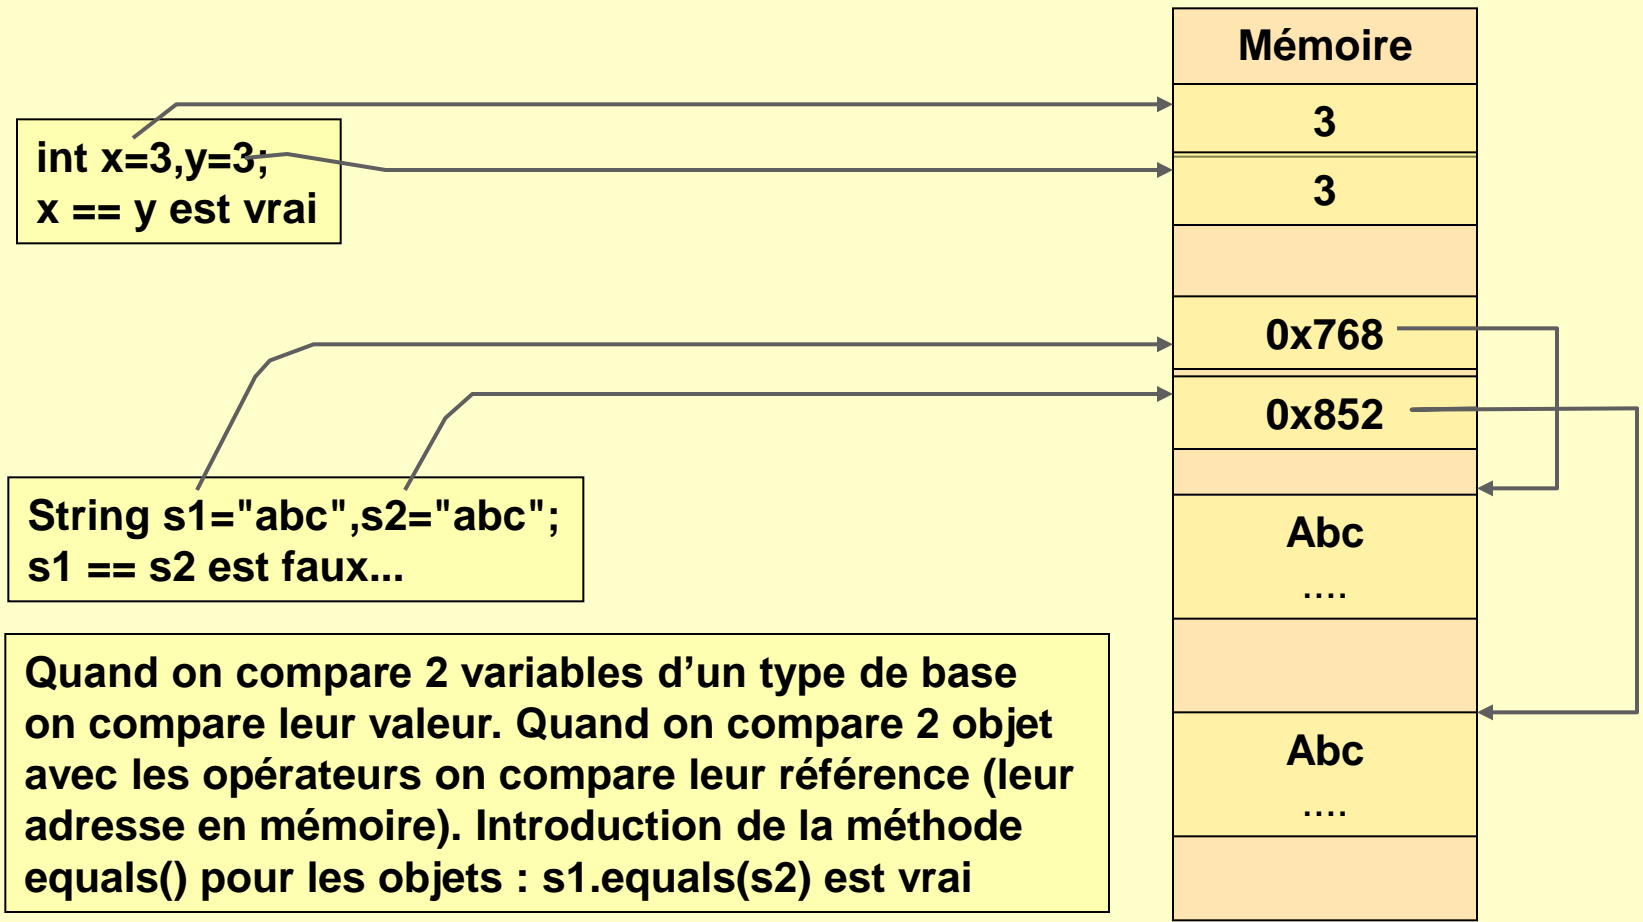 Mémoire
3
int x=3,y=3;
x == y est vrai
3
0x768
0x852
String s1="abc",s2="abc";
s1 == s2 est faux...
Abc
....
Quand on compare 2 variables d’un type de base
on compare leur valeur. Quand on compare 2 objet
avec les opérateurs on compare leur référence (leur
adresse en mémoire). Introduction de la méthode
equals() pour les objets : s1.equals(s2) est vrai
Abc
....